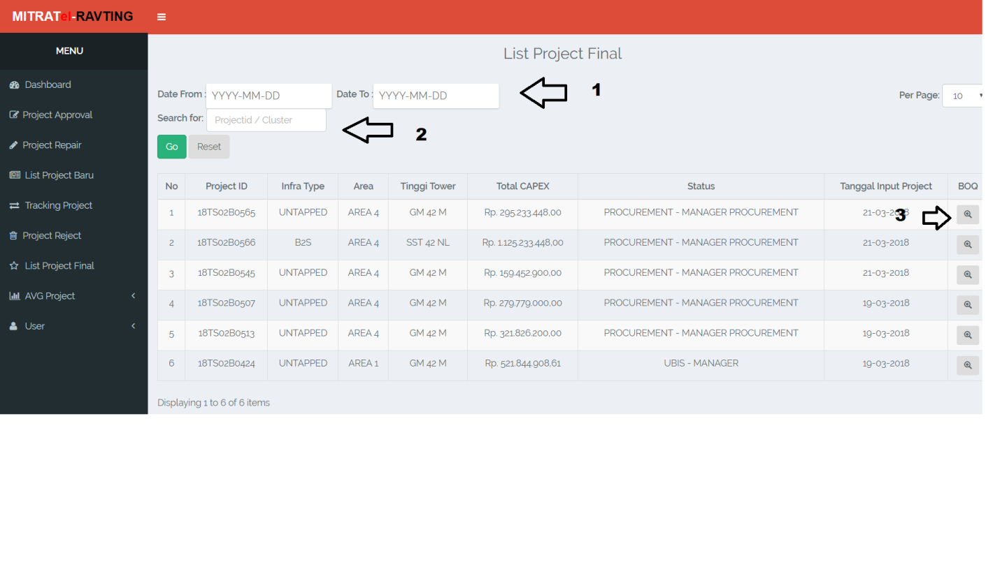 MITRATel-RAVTING
MENU
Dashboard
Project Approval
Project Repair
List Project Baru
Tracking Project
Project Reject
List Project Final
AVG Project
User
List Project Final
Date From : YYYY-MM-DD Date To : YYYY-MM-DD 1 Per Page: 10
Search for: Projectid / Cluster 2
Go Reset
No Project ID Infra Type Area Tinggi Tower Total CAPEX Status Tanggal Input Project BOQ
1 18TS02B0565 UNTAPPED AREA 4 GM 42 M Rp. 295.233.448,00 PROCUREMENT - MANAGER PROCUREMENT 21-03-2018 3
2 18TS02B0566 B2S AREA 4 SST 42 NL Rp. 1.125.233.448,00 PROCUREMENT - MANAGER PROCUREMENT 21-03-2018
3 18TS02B0545 UNTAPPED AREA 4 GM 42 M Rp. 159.452.900,00 PROCUREMENT - MANAGER PROCUREMENT 21-03-2018
4 18TS02B0507 UNTAPPED AREA 4 GM 42 M Rp. 279.779.000,00 PROCUREMENT - MANAGER PROCUREMENT 19-03-2018
5 18TS02B0513 UNTAPPED AREA 4 GM 42 M Rp. 321.826.200,00 PROCUREMENT - MANAGER PROCUREMENT 19-03-2018
6 18TS02B0424 UNTAPPED AREA 1 GM 42 M Rp. 521.844.908,61 UBIS - MANAGER 19-03-2018
Displaying 1 to 6 of 6 items